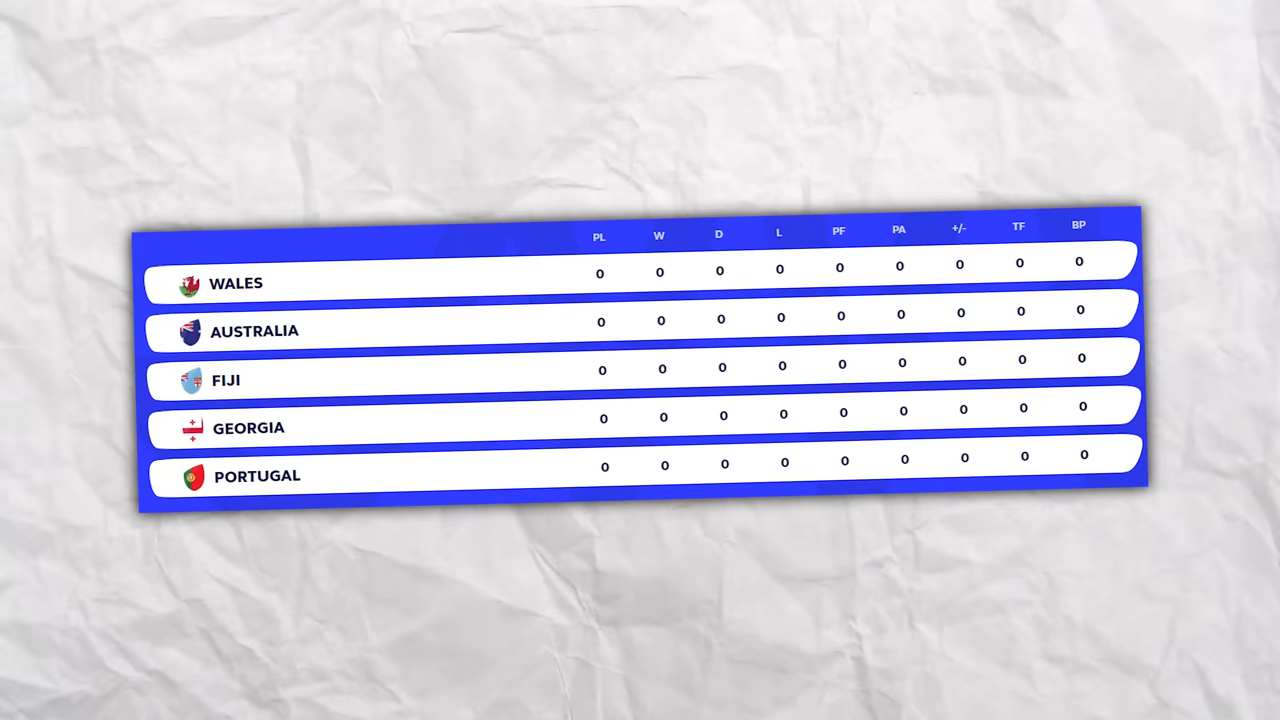 PL W D L PF PA +/- TF BP
WALES 0 0 0 0 0 0 0 0 0
AUSTRALIA 0 0 0 0 0 0 0 0 0
FIJI 0 0 0 0 0 0 0 0 0
GEORGIA 0 0 0 0 0 0 0 0 0
PORTUGAL 0 0 0 0 0 0 0 0 0